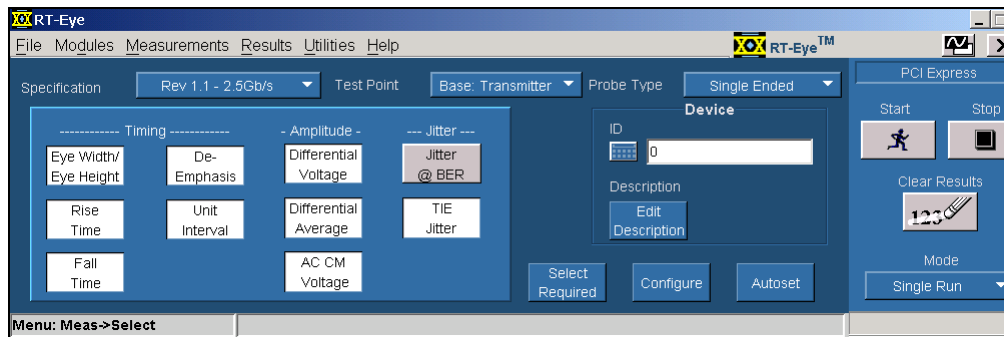 RT-Eye
File Modules Measurements Results Utilities Help
RT-Eye™
Specification
Rev 1.1 - 2.5Gb/s
Test Point
Base: Transmitter
Probe Type
Single Ended
PCI Express
------------ Timing ------------
- Amplitude -
--- Jitter ---
Eye Width/
Eye Height
De-
Emphasis
Differential
Voltage
Jitter
@ BER
Rise
Time
Unit
Interval
Differential
Average
TIE
Jitter
Fall
Time
AC CM
Voltage
Device
ID
0
Description
Edit
Description
Select
Required
Configure
Autoset
Start
Stop
Clear Results
123
Mode
Single Run
Menu: Meas->Select